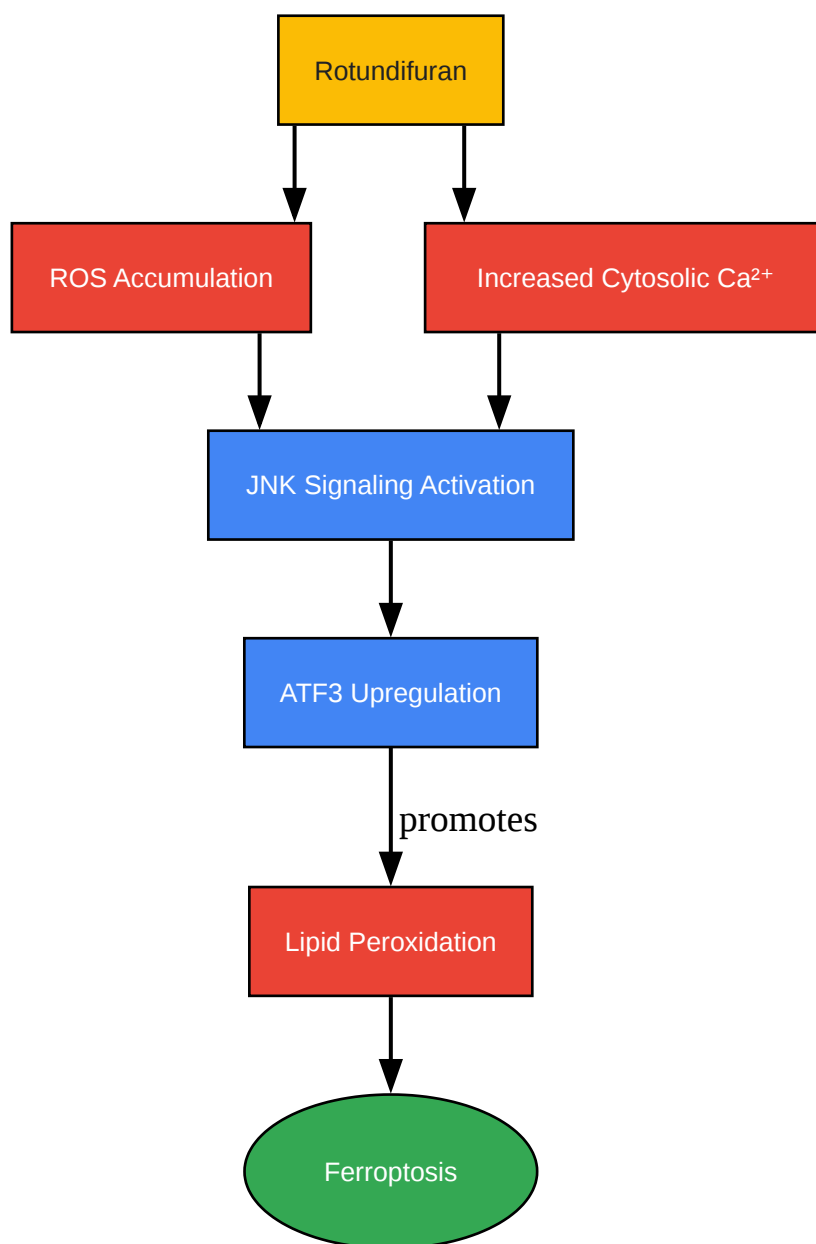 Rotundifuran
ROS Accumulation
Increased Cytosolic Ca²⁺
JNK Signaling Activation
ATF3 Upregulation
promotes
Lipid Peroxidation
Ferroptosis